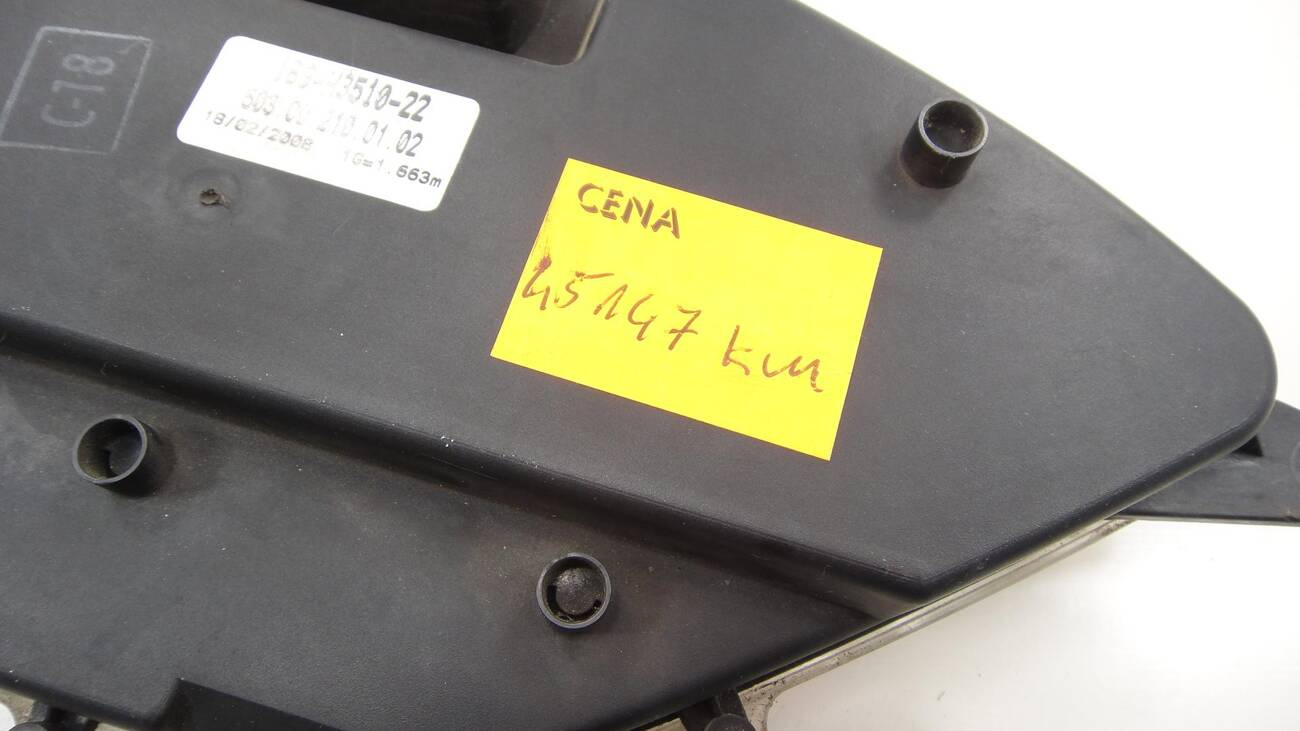 C-18
503.00.210.01.02
18/02/2008 1G=1.663m
CENA
45147 km